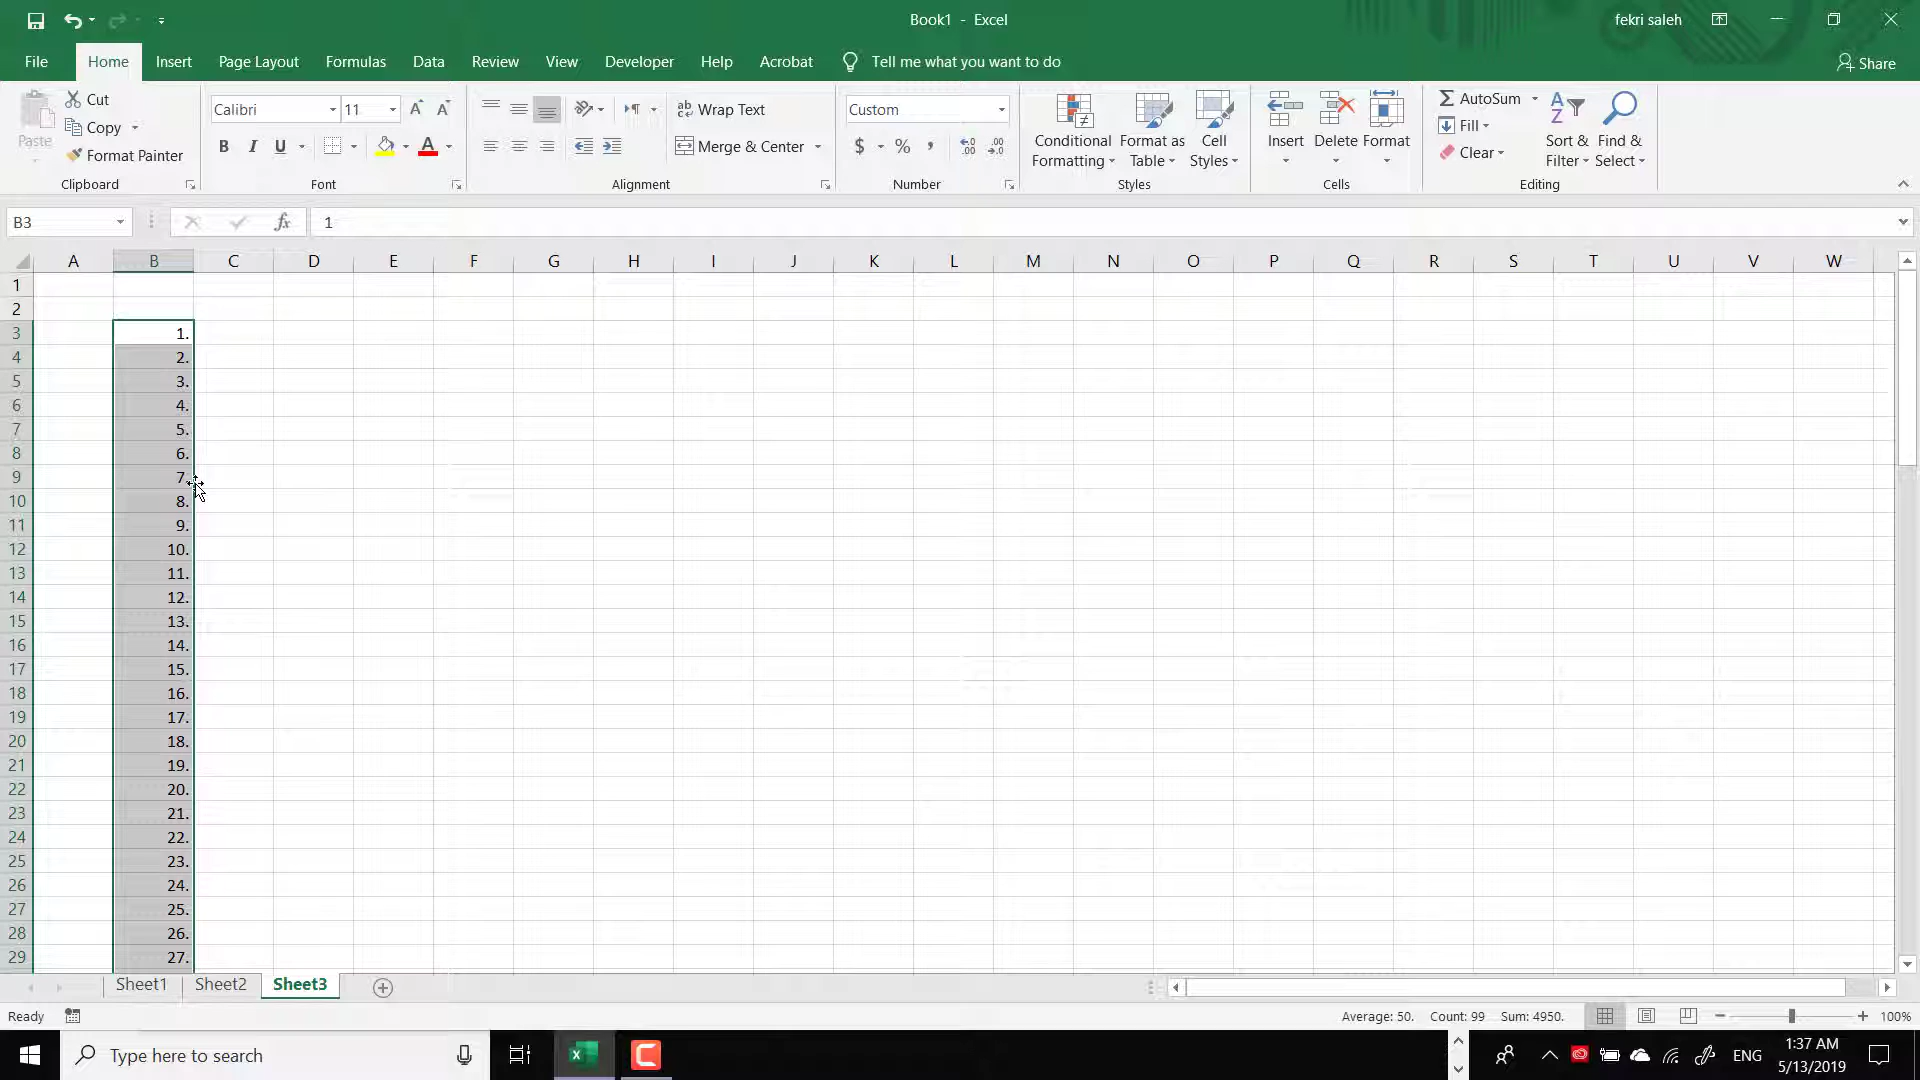 Book1 - Excel
fekri saleh
File Home Insert Page Layout Formulas Data Review View Developer Help Acrobat Tell me what you want to do Share
Paste
Cut
Copy
Format Painter
Clipboard
Calibri 11
B I U A
Font
Wrap Text
Merge & Center
Alignment
Custom
$ % ,
Number
Conditional Formatting
Format as Table
Cell Styles
Styles
Insert Delete Format
Cells
AutoSum
Fill
Clear
Sort & Filter
Find & Select
Editing
B3 fx 1
A B C D E F G H I J K L M N O P Q R S T U V W
1
2
3 1.
4 2.
5 3.
6 4.
7 5.
8 6.
9 7.
10 8.
11 9.
12 10.
13 11.
14 12.
15 13.
16 14.
17 15.
18 16.
19 17.
20 18.
21 19.
22 20.
23 21.
24 22.
25 23.
26 24.
27 25.
28 26.
29 27.
Sheet1 Sheet2 Sheet3
Ready Average: 50. Count: 99 Sum: 4950. 100%
Type here to search
ENG
1:37 AM
5/13/2019